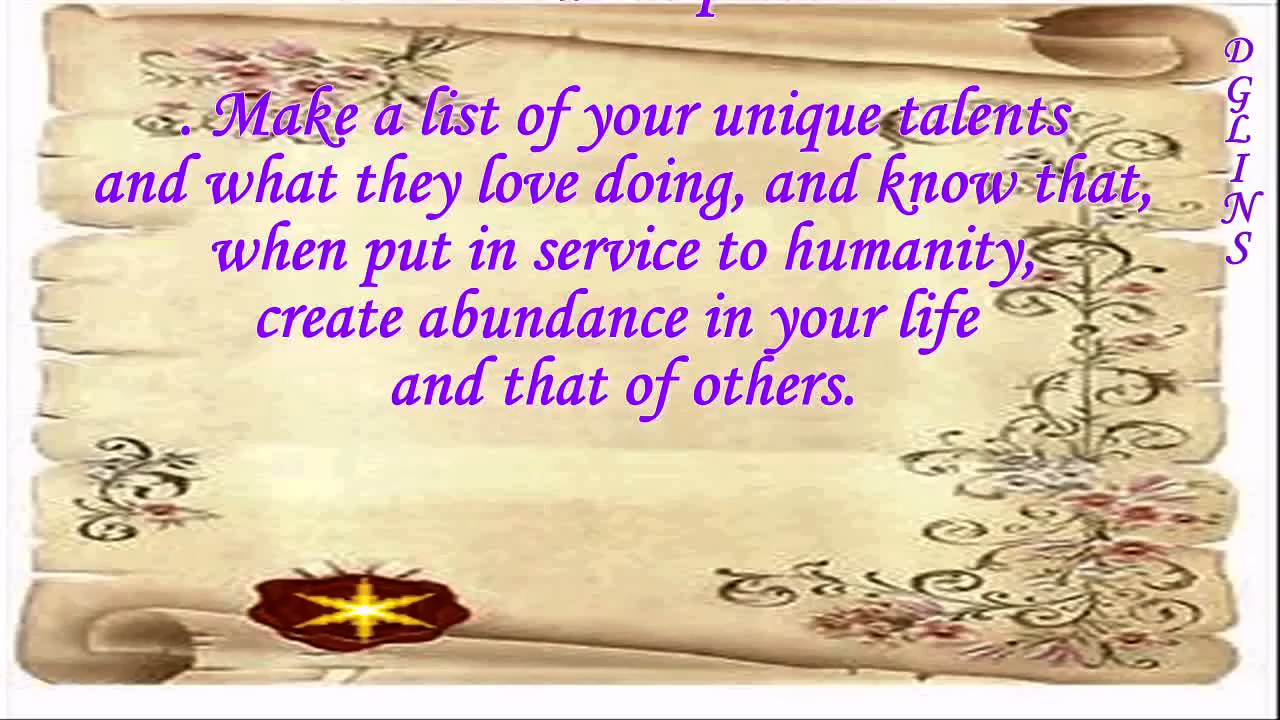 . Make a list of your unique talents
and what they love doing, and know that,
when put in service to humanity,
create abundance in your life
and that of others.
D
G
L
I
N
S